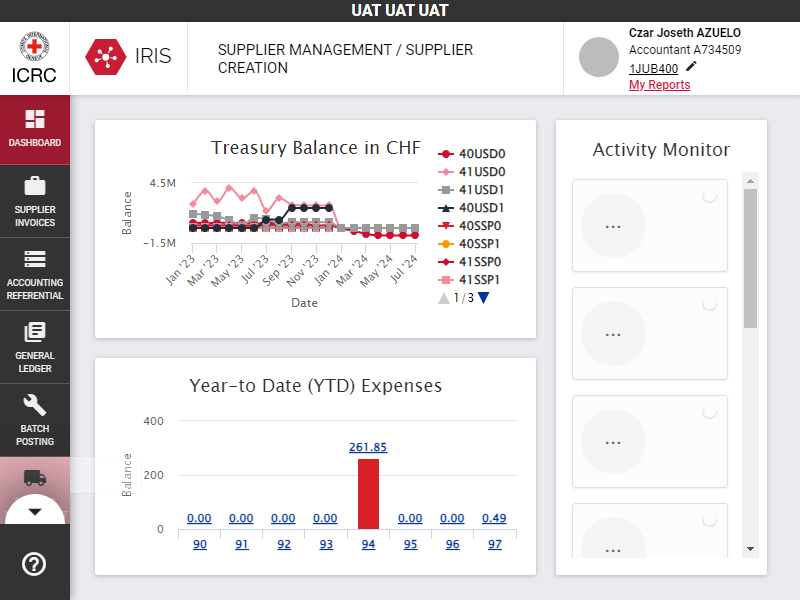 UAT UAT UAT
ICRC
IRIS
SUPPLIER MANAGEMENT / SUPPLIER
CREATION
Czar Joseth AZUELO
Accountant A734509
1JUB400
My Reports
DASHBOARD
SUPPLIER
INVOICES
ACCOUNTING
REFERENTIAL
GENERAL
LEDGER
BATCH
POSTING
Treasury Balance in CHF
Balance
4.5M
-1.5M
Jan '23
Mar '23
May '23
Jul '23
Sep '23
Nov '23
Jan '24
Mar '24
May '24
Jul '24
Date
40USD0
41USD0
41USD1
40USD1
40SSP0
40SSP1
41SSP0
41SSP1
1/3
Year-to Date (YTD) Expenses
Balance
400
200
0
0.00
0.00
0.00
0.00
261.85
0.00
0.00
0.49
90
91
92
93
94
95
96
97
Activity Monitor
...
...
...
...